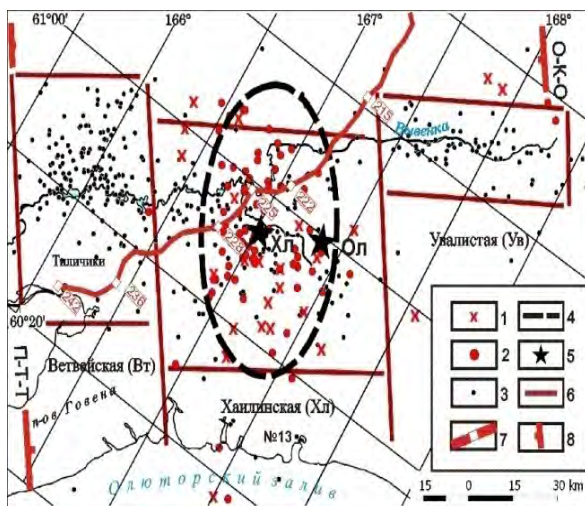 61°00'
166°
167°
168°
О-К-О
215
Вывенка
222
225
228
Хл
Ол
Увалистая (Ув)
Тиличики
242
236
60°20'
П-Т-Т
Ветвейская (Вт)
пов Говена
Хаилинская (Хл)
№13
Олюторский залив
1
4
2
5
3
6
7
8
15 0 15 30 km